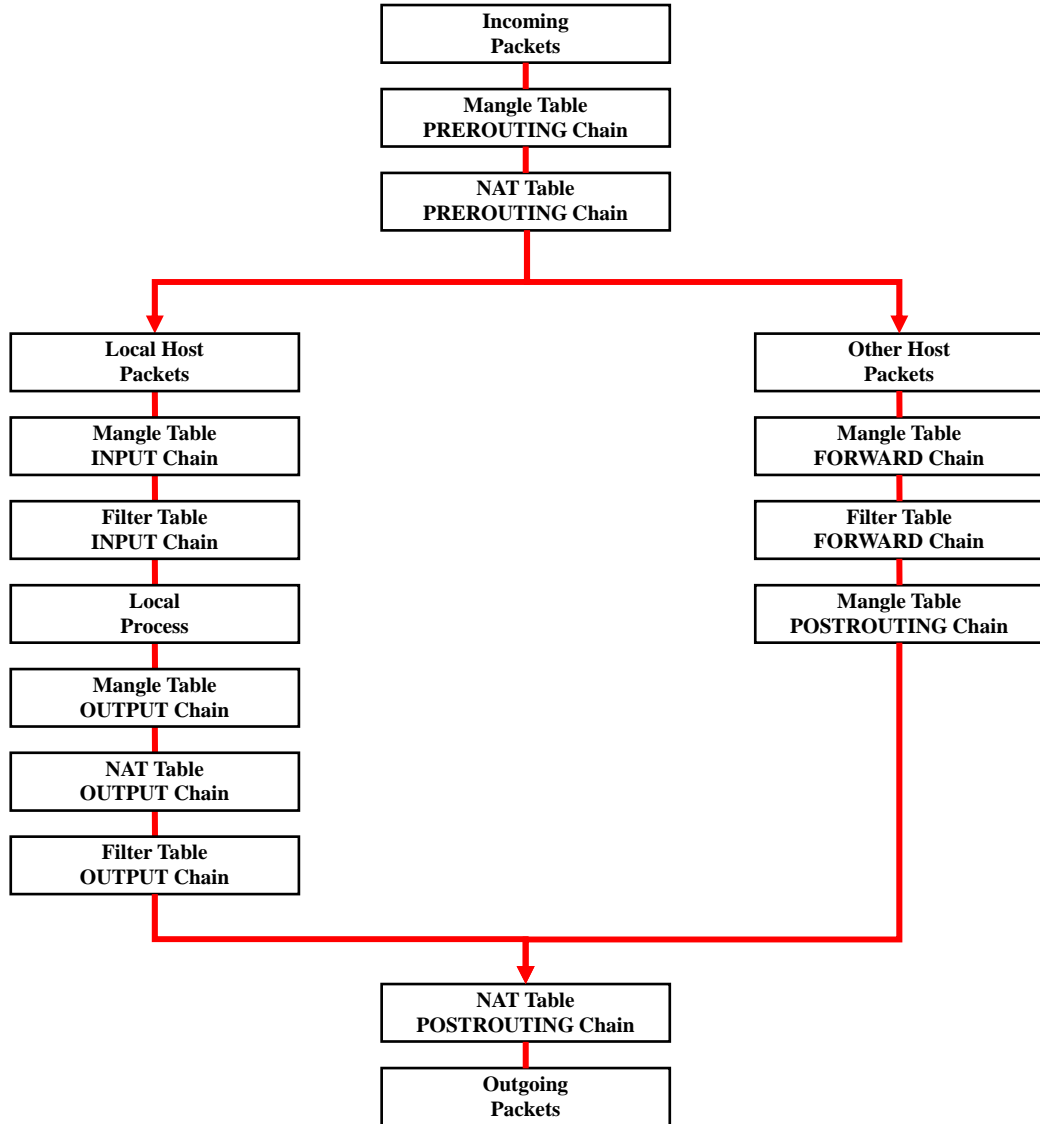 Incoming
Packets
Mangle Table
PREROUTING Chain
NAT Table
PREROUTING Chain
Local Host
Packets
Mangle Table
INPUT Chain
Filter Table
INPUT Chain
Local
Process
Mangle Table
OUTPUT Chain
NAT Table
OUTPUT Chain
Filter Table
OUTPUT Chain
Other Host
Packets
Mangle Table
FORWARD Chain
Filter Table
FORWARD Chain
Mangle Table
POSTROUTING Chain
NAT Table
POSTROUTING Chain
Outgoing
Packets